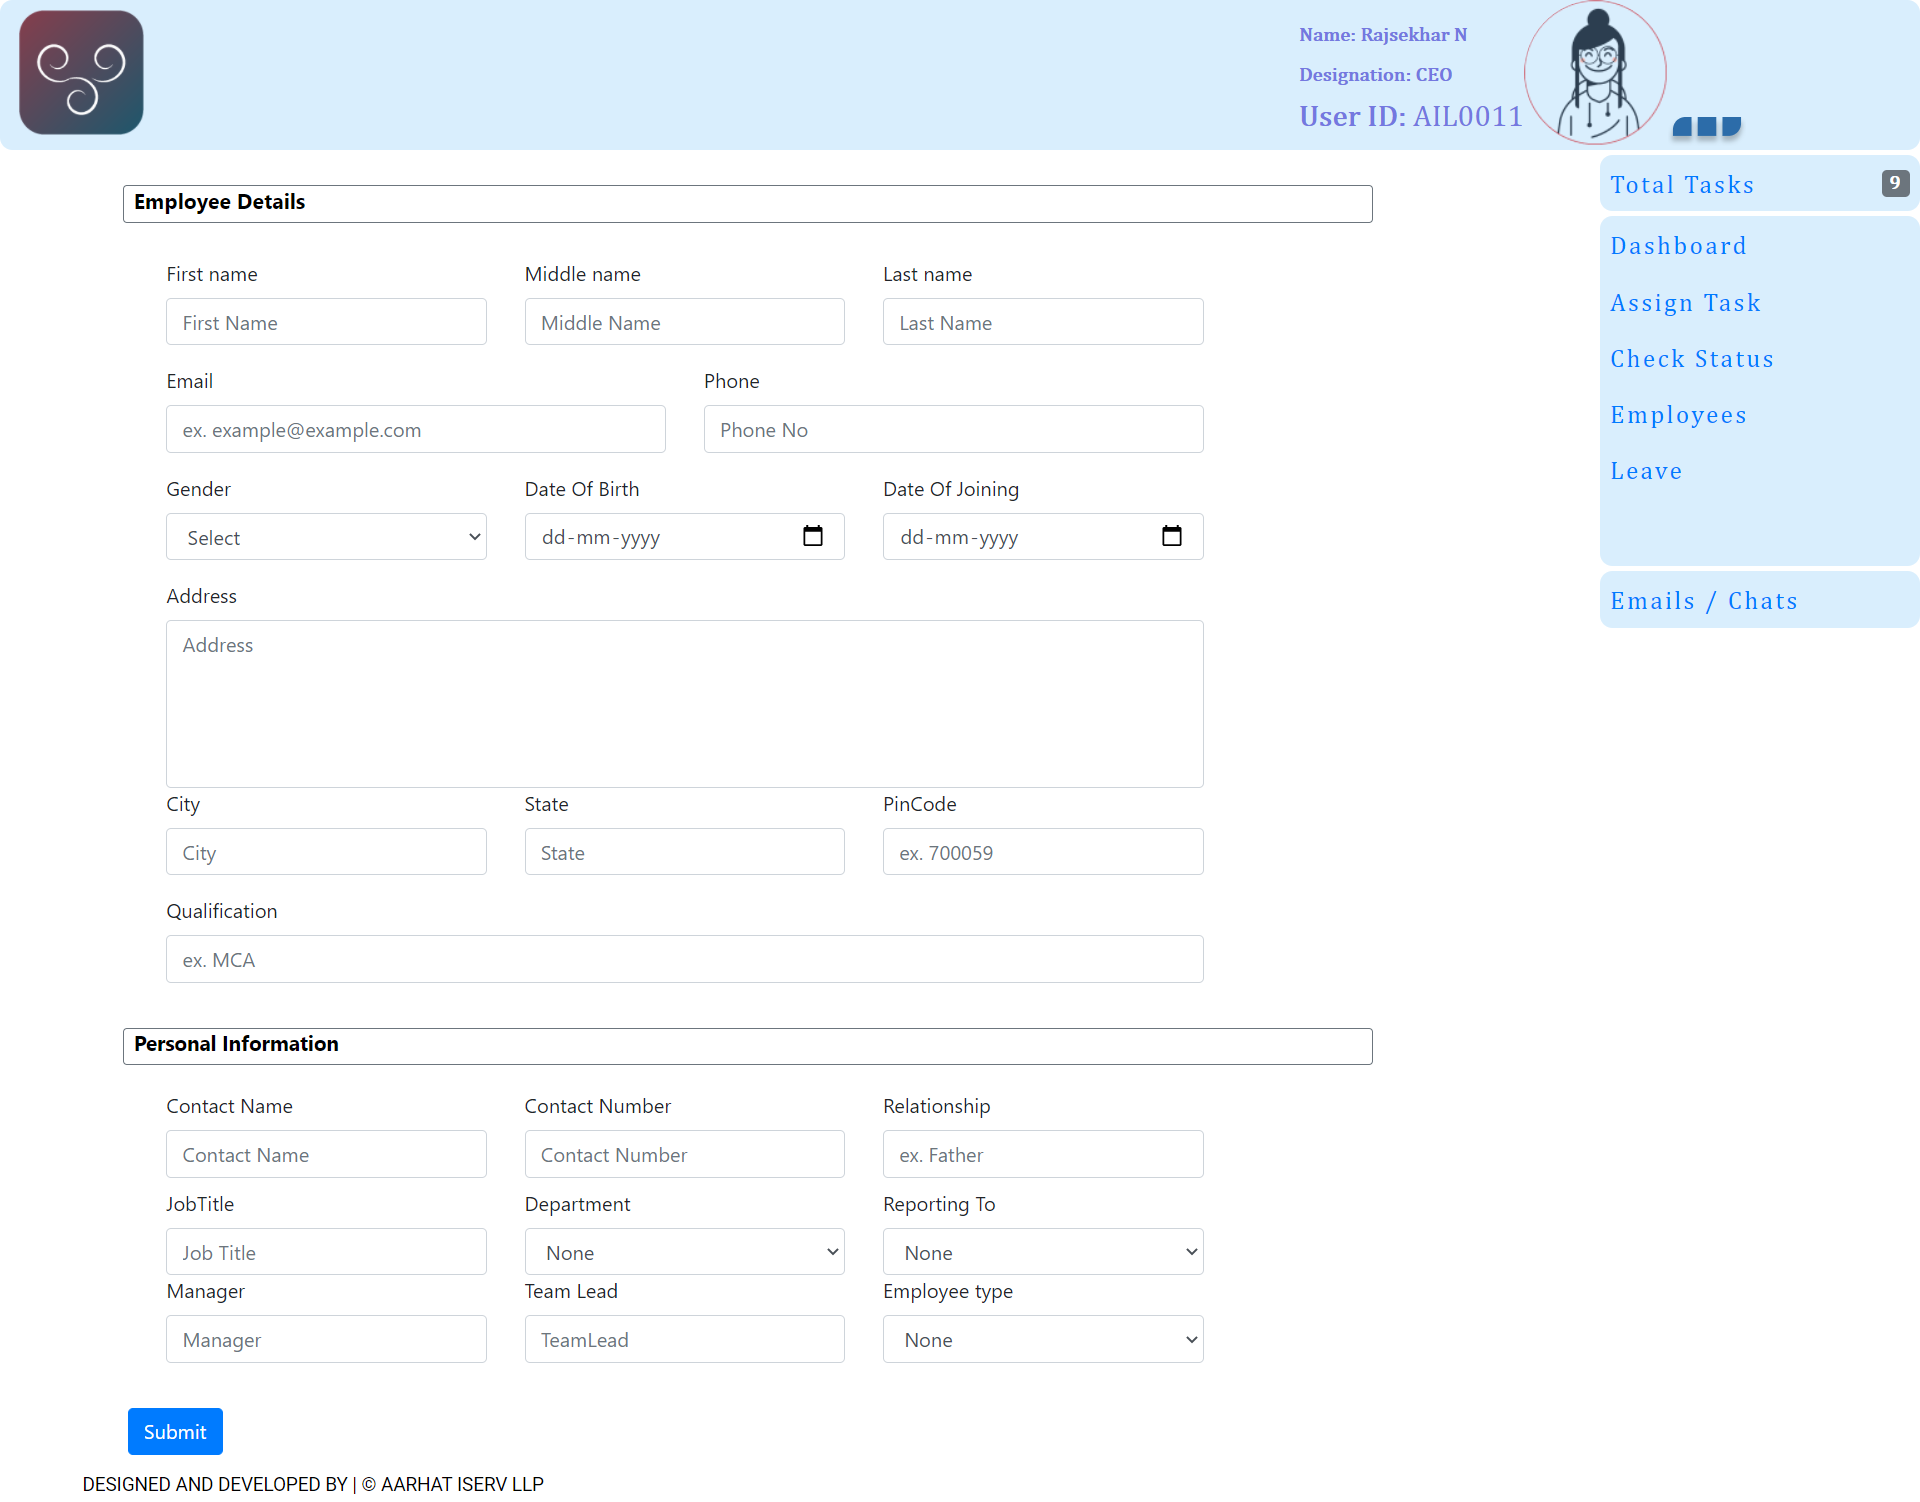 Name: Rajsekhar N
Designation: CEO
User ID: AIL0011
Total Tasks 9
Dashboard
Assign Task
Check Status
Employees
Leave
Emails / Chats
Employee Details
First name Middle name Last name
First Name Middle Name Last Name
Email Phone
ex. example@example.com Phone No
Gender Date Of Birth Date Of Joining
Select dd-mm-yyyy dd-mm-yyyy
Address
Address
City State PinCode
City State ex. 700059
Qualification
ex. MCA
Personal Information
Contact Name Contact Number Relationship
Contact Name Contact Number ex. Father
JobTitle Department Reporting To
Job Title None None
Manager Team Lead Employee type
Manager TeamLead None
Submit
DESIGNED AND DEVELOPED BY | © AARHAT ISERV LLP